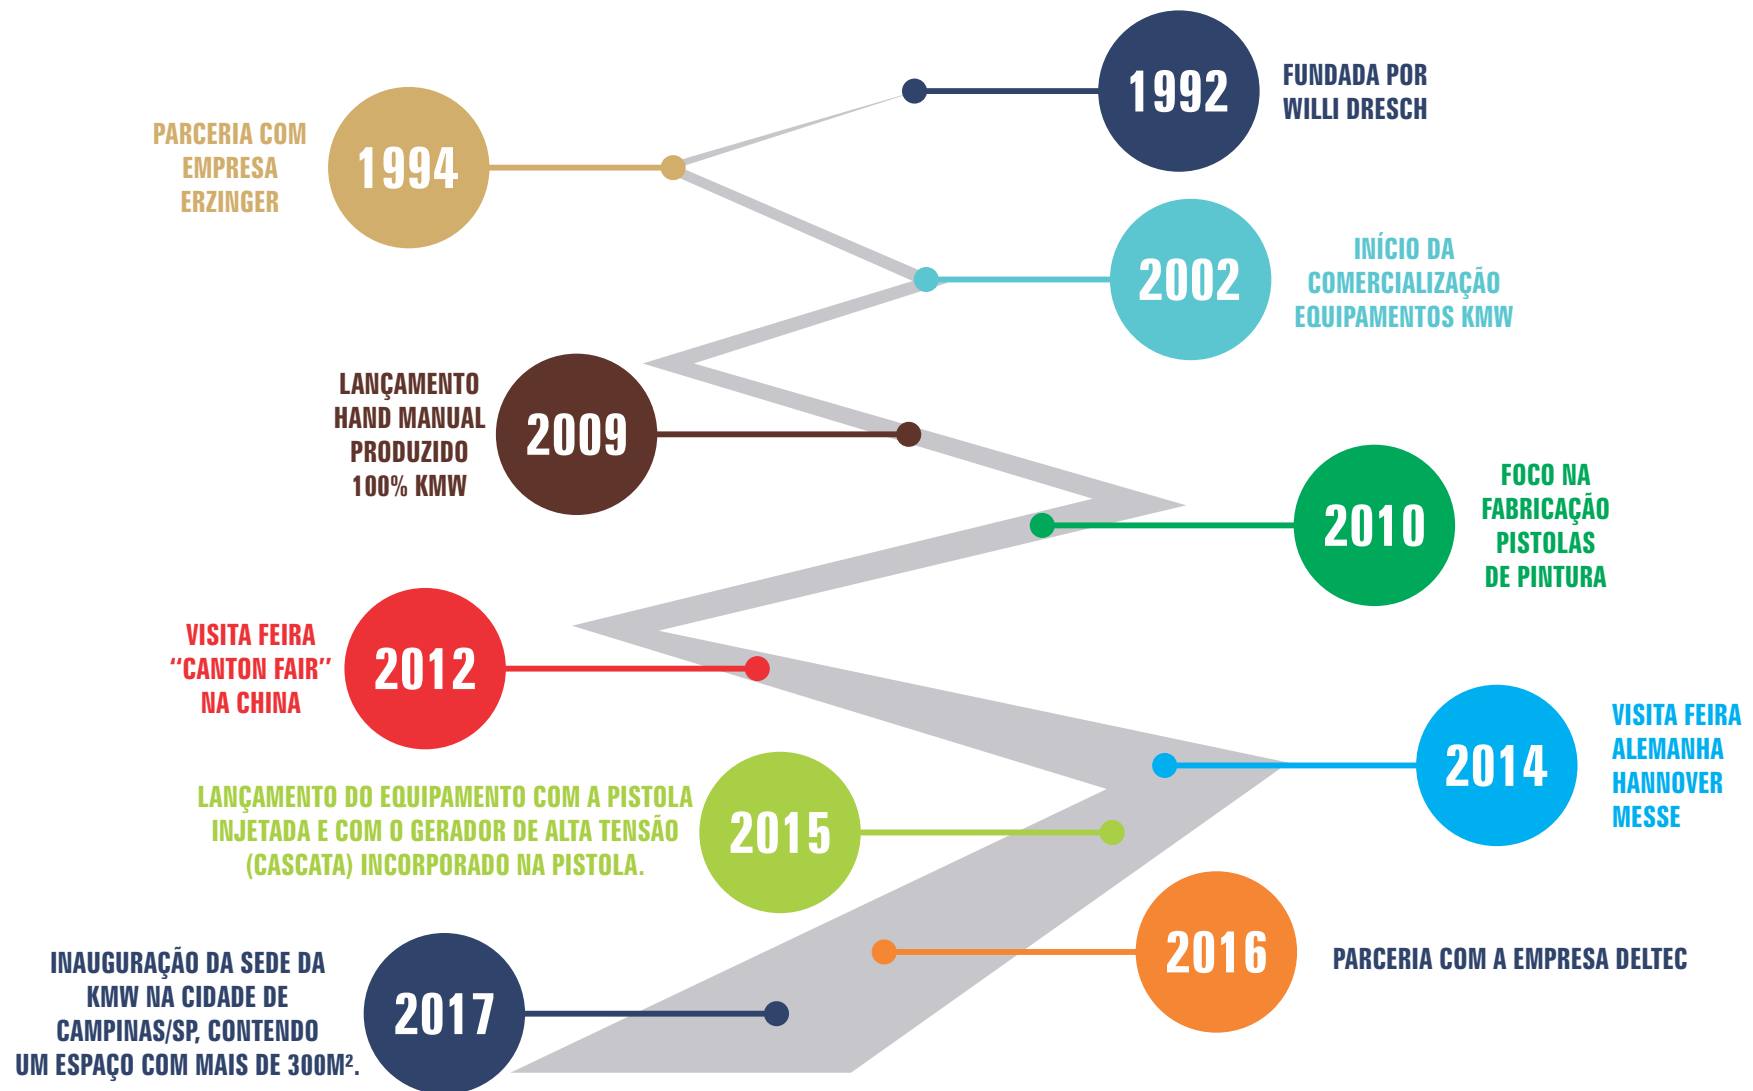 1992
FUNDADA POR
WILLI DRESCH
1994
PARCERIA COM
EMPRESA
ERZINGER
2002
INÍCIO DA
COMERCIALIZAÇÃO
EQUIPAMENTOS KMW
2009
LANÇAMENTO
HAND MANUAL
PRODUZIDO
100% KMW
2010
FOCO NA
FABRICAÇÃO
PISTOLAS
DE PINTURA
2012
VISITA FEIRA
“CANTON FAIR”
NA CHINA
2014
VISITA FEIRA
ALEMANHA
HANNOVER
MESSE
2015
LANÇAMENTO DO EQUIPAMENTO COM A PISTOLA
INJETADA E COM O GERADOR DE ALTA TENSÃO
(CASCATA) INCORPORADO NA PISTOLA.
2016
PARCERIA COM A EMPRESA DELTEC
2017
INAUGURAÇÃO DA SEDE DA
KMW NA CIDADE DE
CAMPINAS/SP, CONTENDO
UM ESPAÇO COM MAIS DE 300M².